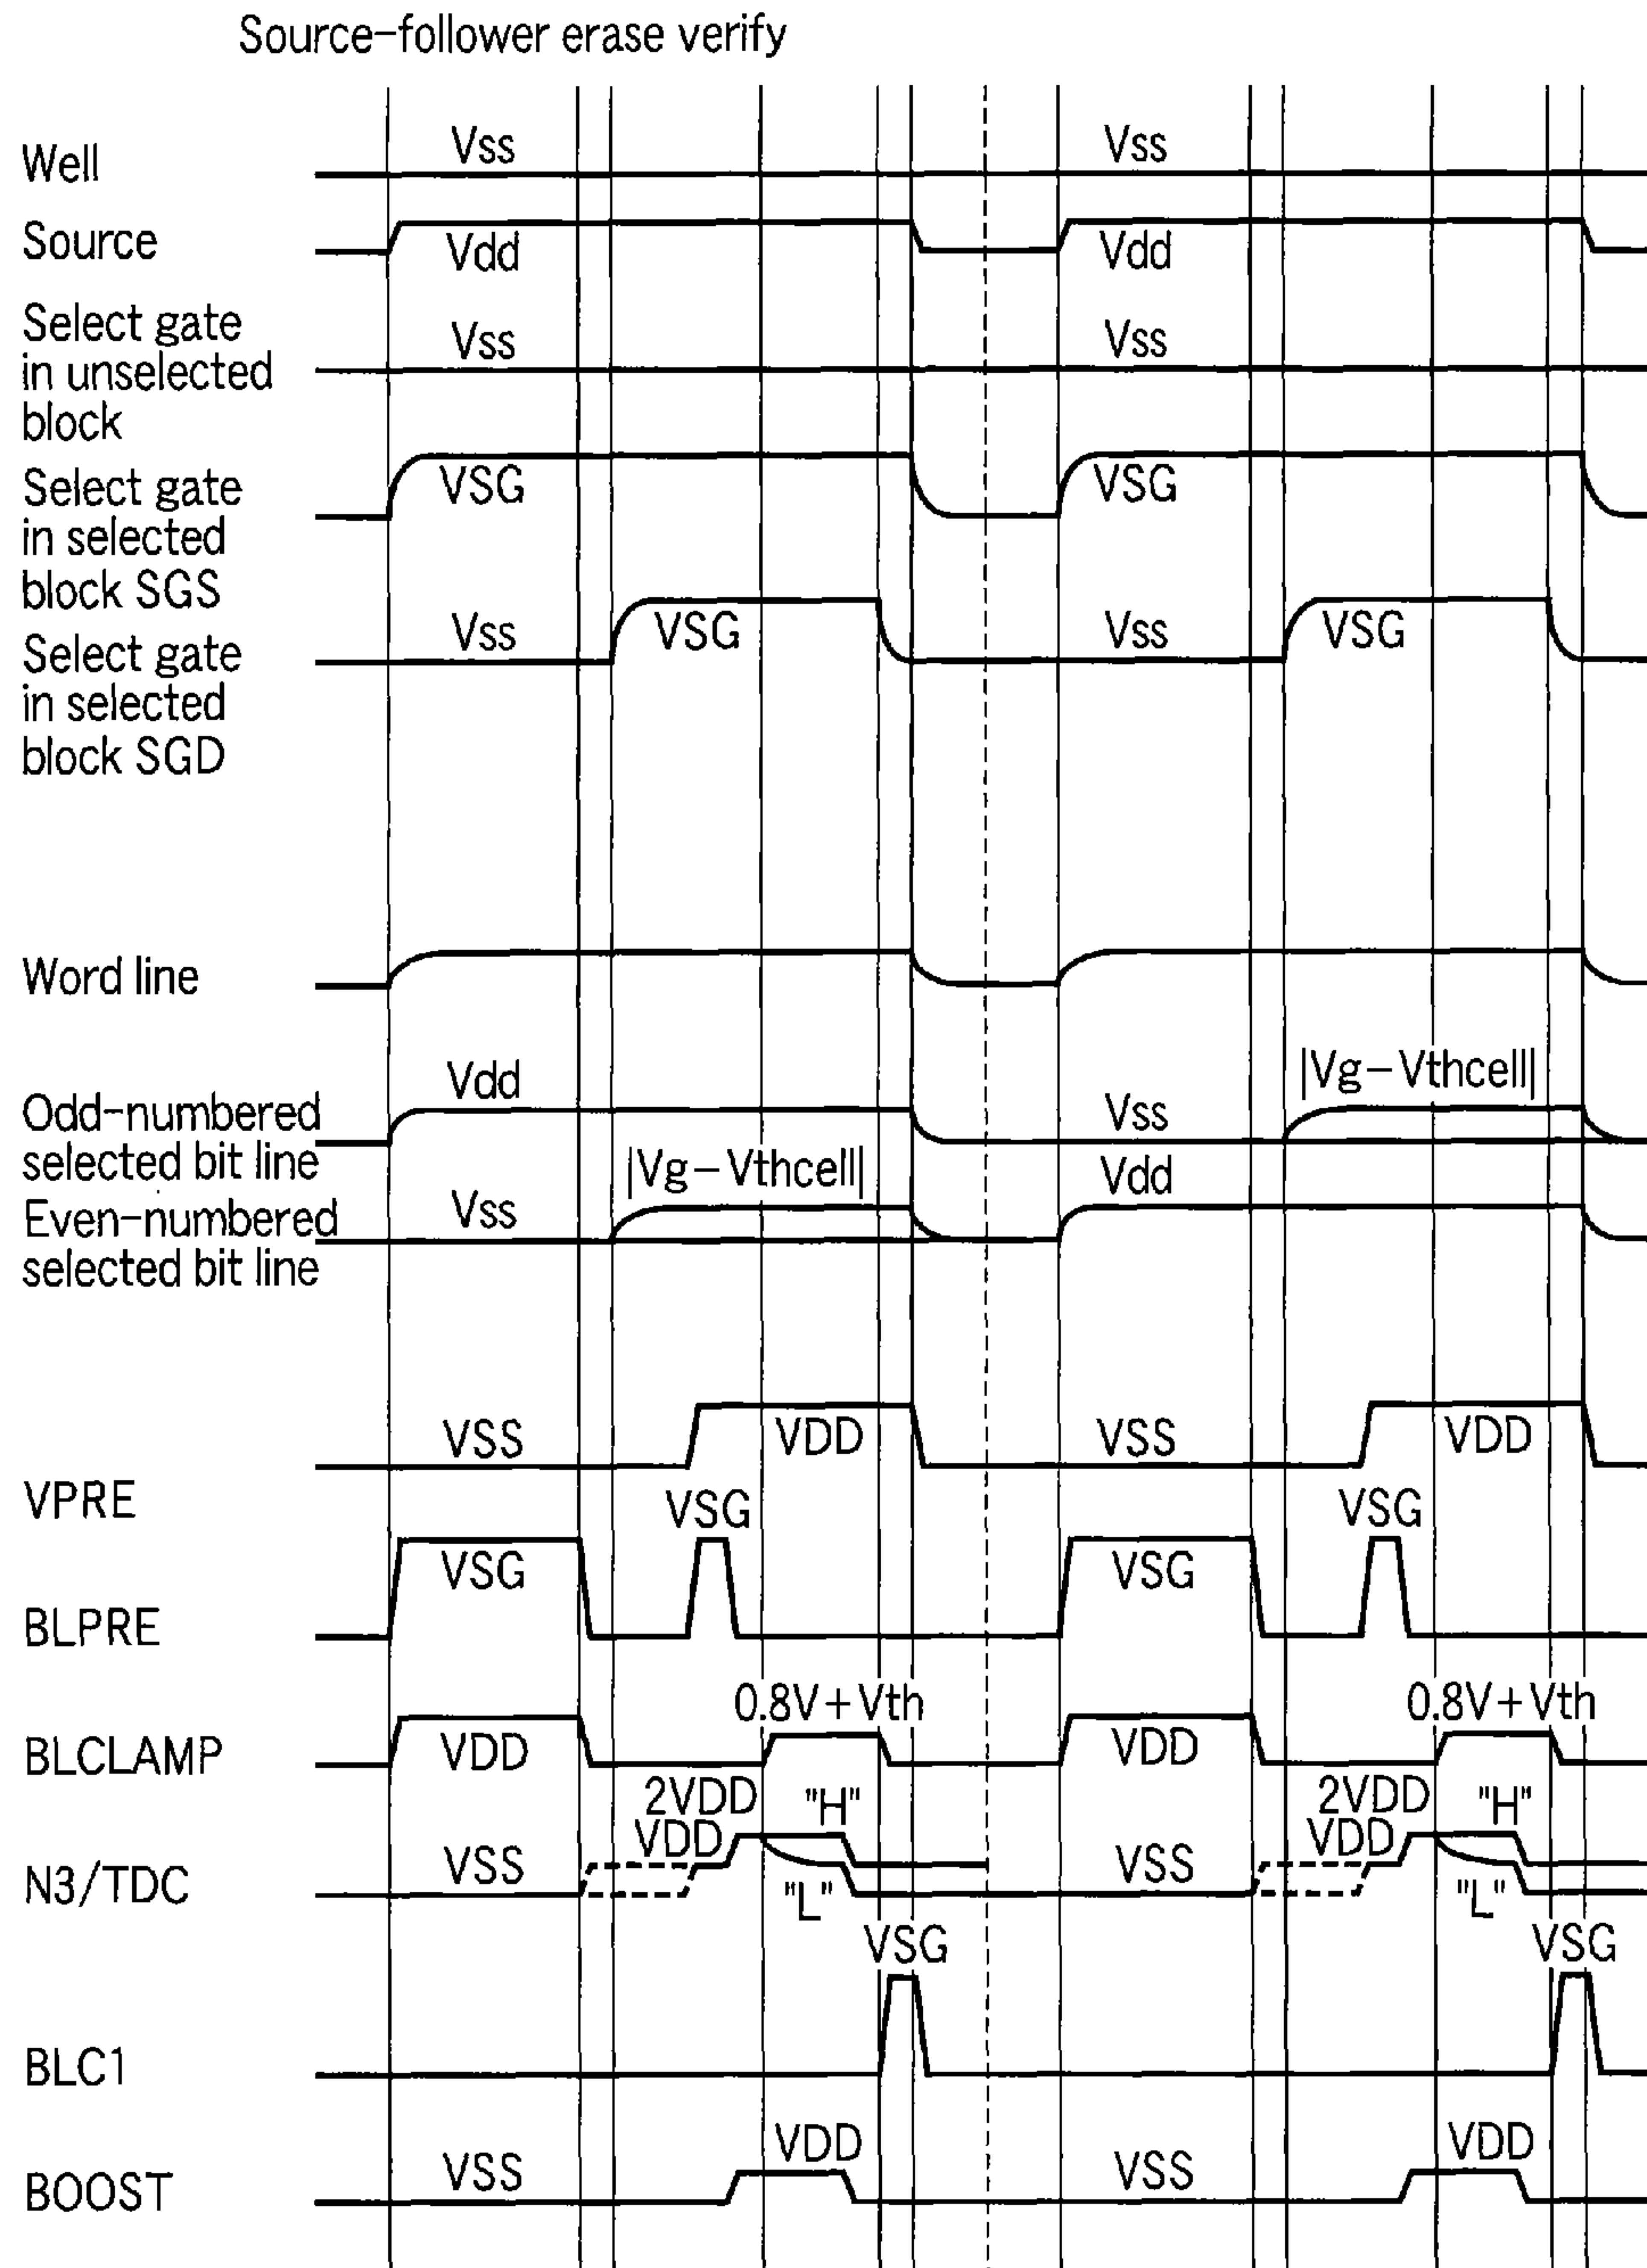 Source-follower erase verify
Well
Vss
Vss
Source
Vdd
Vdd
Select gate
in unselected
block
Vss
Vss
Select gate
in selected
block SGS
VSG
VSG
Select gate
in selected
block SGD
Vss
VSG
Vss
VSG
Word line
Odd-numbered
selected bit line
Vdd
Vss
|Vg-Vthcell|
Even-numbered
selected bit line
Vss
|Vg-Vthcell|
Vdd
VPRE
VSS
VDD
VSS
VDD
BLPRE
VSG
VSG
VSG
VSG
BLCLAMP
VDD
0.8V+Vth
VDD
0.8V+Vth
N3/TDC
VSS
2VDD
VDD
"H"
"L"
VSS
2VDD
VDD
"H"
"L"
BLC1
VSG
VSG
BOOST
VSS
VDD
VSS
VDD